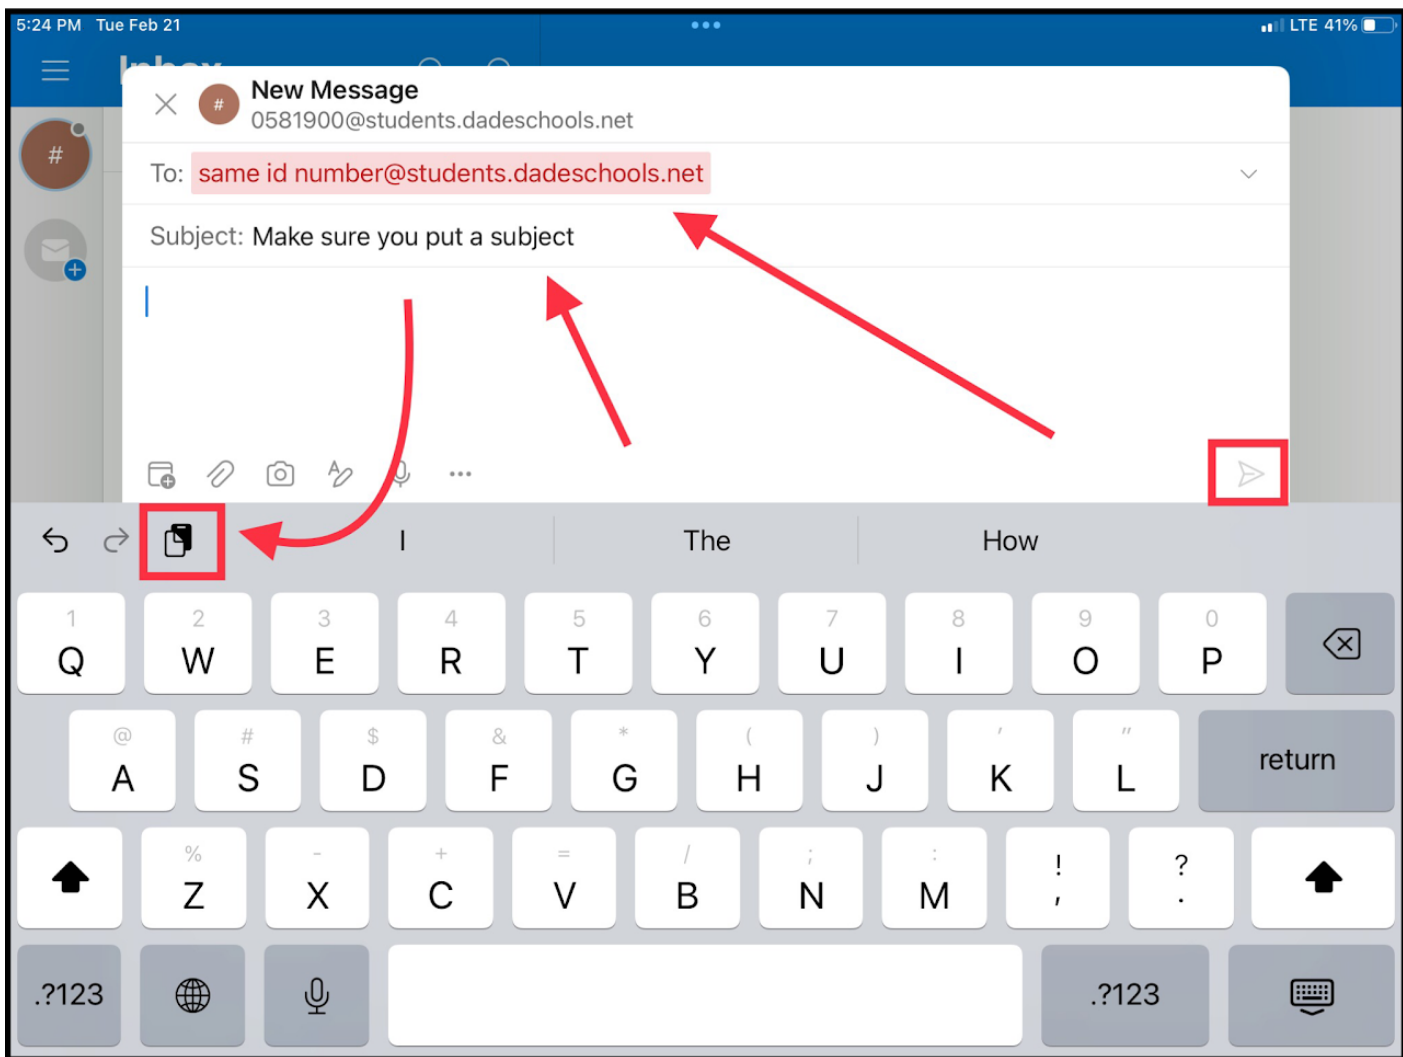 5:24 PM Tue Feb 21
LTE 41%
Inbox
New Message
#
0581900@students.dadeschools.net
#
To: same id number@students.dadeschools.net
Subject: Make sure you put a subject
I The How
1 2 3 4 5 6 7 8 9 0
Q W E R T Y U I O P
@ # $ & * ( ) ' "
A S D F G H J K L return
% - + = / ; : ! ?
Z X C V B N M , .
.?123 .?123